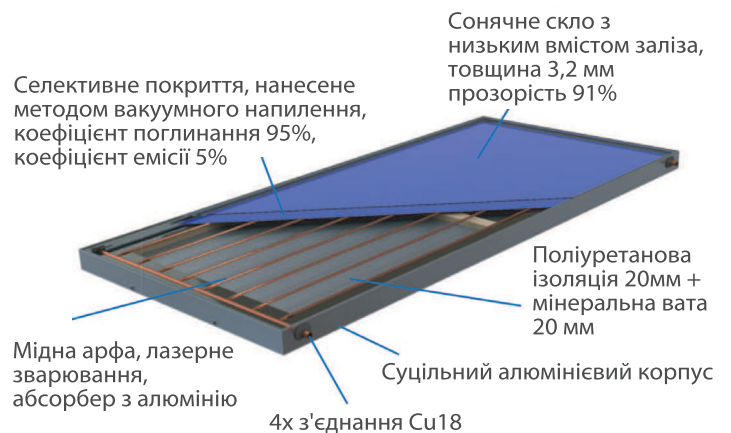 Сонячне скло з
низьким вмістом заліза,
товщина 3,2 мм
прозорість 91%
Селективне покриття, нанесене
методом вакуумного напилення,
коефіцієнт поглинання 95%,
коефіцієнт емісії 5%
Поліуретанова
ізоляція 20мм +
мінеральна вата
20 мм
Мідна арфа, лазерне
зварювання,
абсорбер з алюмінію
Суцільний алюмінієвий корпус
4x з'єднання Cu18